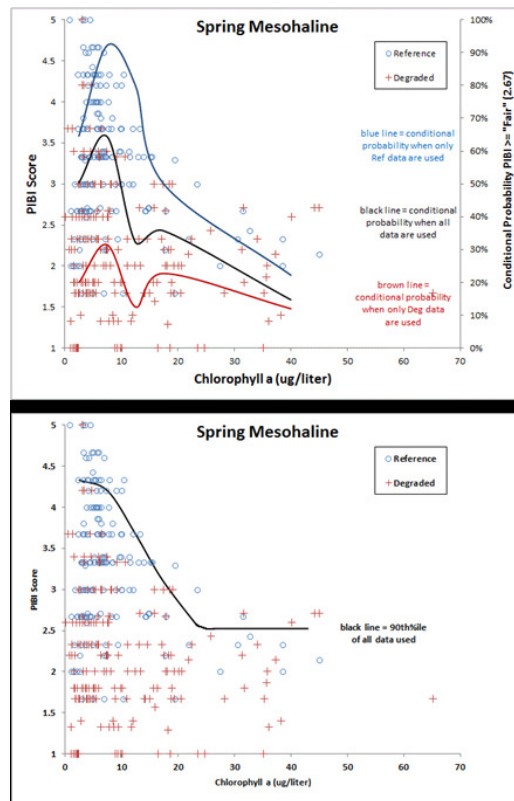 Spring Mesohaline
5
4.5
4
3.5
3
2.5
2
1.5
1
PIBI Score
Reference
Degraded
blue line = conditional
probability when only
Ref data are used
black line = conditional
probability when all
data are used
brown line =
conditional probability
when only Deg data
are used
100%
90%
80%
70%
60%
50%
40%
30%
20%
10%
0%
Conditional Probability PIBI >= "Fair" (2.67)
0 10 20 30 40 50 60 70
Chlorophyll a (ug/liter)
Spring Mesohaline
5
4.5
4
3.5
3
2.5
2
1.5
1
PIBI Score
Reference
Degraded
black line = 90th%ile
of all data used
0 10 20 30 40 50 60 70
Chlorophyll a (ug/liter)